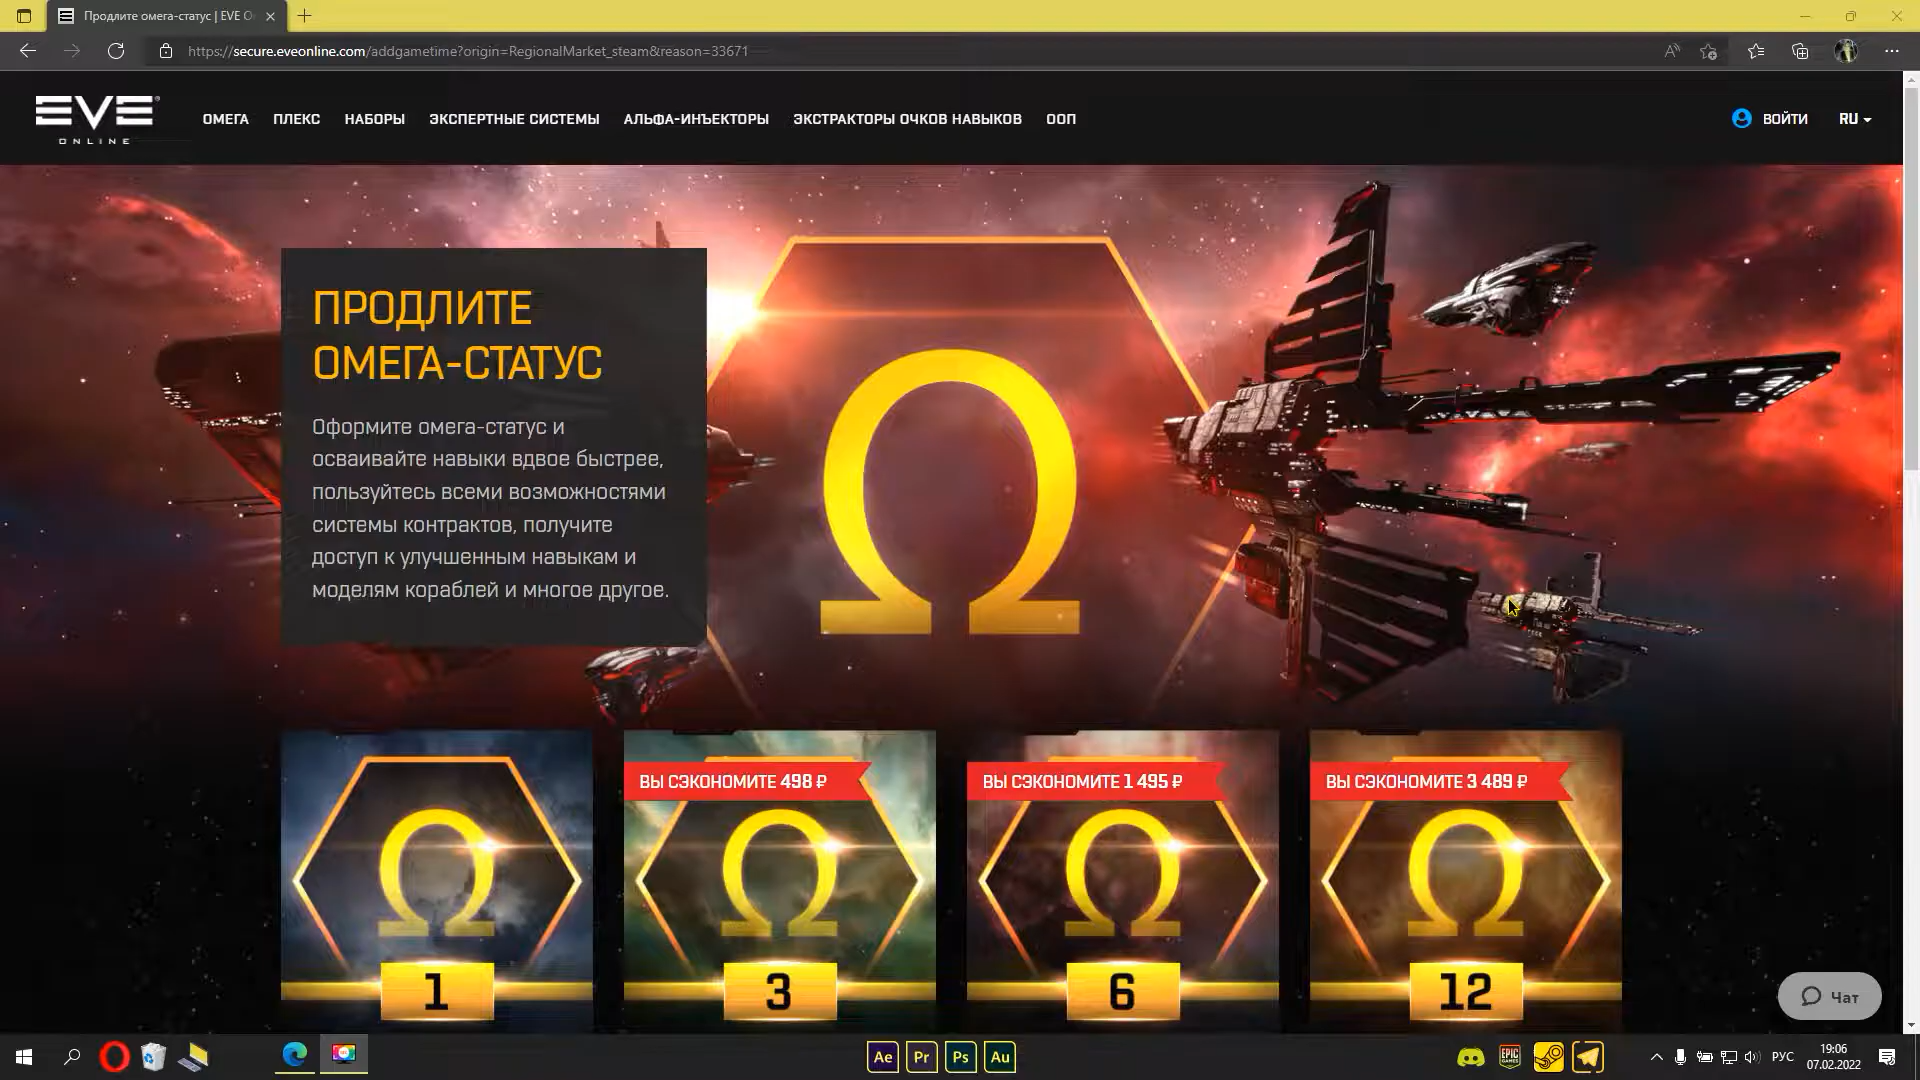 Продлите омега-статус | EVE O
https://secure.eveonline.com/addgametime?origin=RegionalMarket_steam&reason=33671
EVE
ONLINE
ОМЕГА
ПЛЕКС
НАБОРЫ
ЭКСПЕРТНЫЕ СИСТЕМЫ
АЛЬФА-ИНЪЕКТОРЫ
ЭКСТРАКТОРЫ ОЧКОВ НАВЫКОВ
ООП
ВОЙТИ
RU
ПРОДЛИТЕ
ОМЕГА-СТАТУС
Оформите омега-статус и
осваивайте навыки вдвое быстрее,
пользуйтесь всеми возможностями
системы контрактов, получите
доступ к улучшенным навыкам и
моделям кораблей и многое другое.
Ω
ВЫ СЭКОНОМИТЕ 498 ₽
ВЫ СЭКОНОМИТЕ 1 495 ₽
ВЫ СЭКОНОМИТЕ 3 489 ₽
Ω
Ω
Ω
Ω
1
3
6
12
Чат
Ae
Pr
Ps
Au
EPIC
GAMES
РУС
19:06
07.02.2022